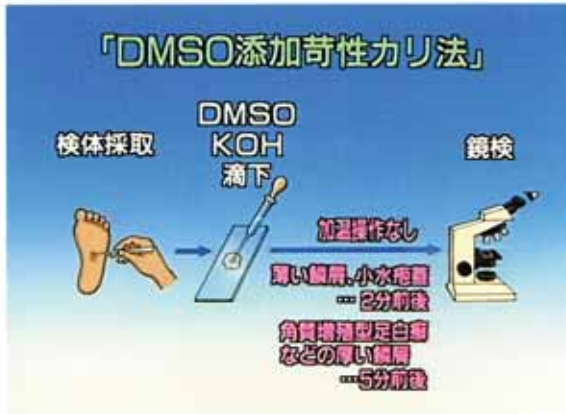 「DMSO添加苛性カリ法」
検体採取
DMSO
KOH
滴下
鏡検
加温操作なし
薄い鱗屑、小水疱蓋
…2分前後
角質増殖型足白癬
などの厚い鱗屑
…5分前後